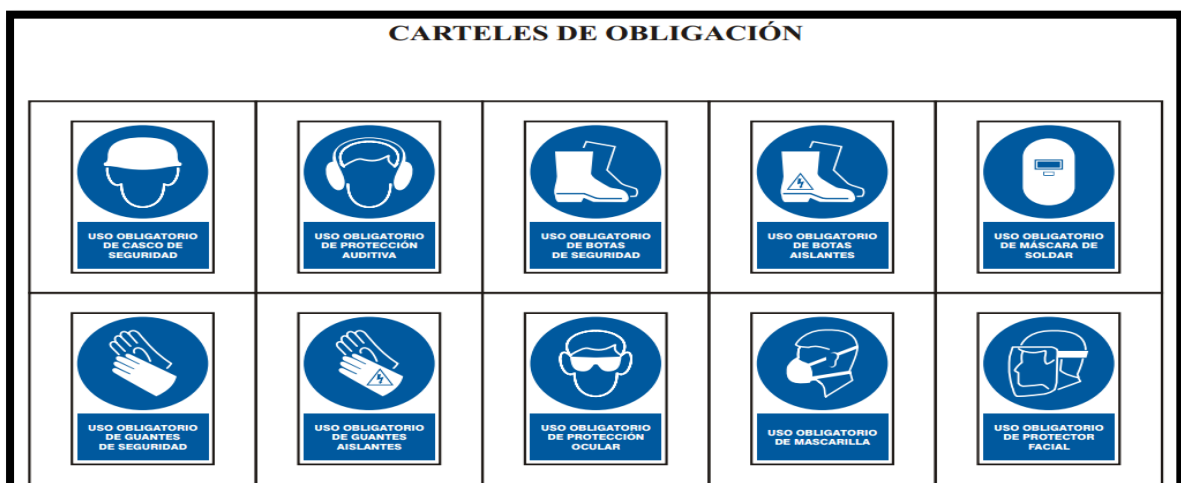 CARTELES DE OBLIGACIÓN
USO OBLIGATORIO
DE CASCO DE
SEGURIDAD
USO OBLIGATORIO
DE PROTECCIÓN
AUDITIVA
USO OBLIGATORIO
DE BOTAS
DE SEGURIDAD
USO OBLIGATORIO
DE BOTAS
AISLANTES
USO OBLIGATORIO
DE MÁSCARA DE
SOLDAR
USO OBLIGATORIO
DE GUANTES
DE SEGURIDAD
USO OBLIGATORIO
DE GUANTES
AISLANTES
USO OBLIGATORIO
DE PROTECCIÓN
OCULAR
USO OBLIGATORIO
DE MASCARILLA
USO OBLIGATORIO
DE PROTECTOR
FACIAL